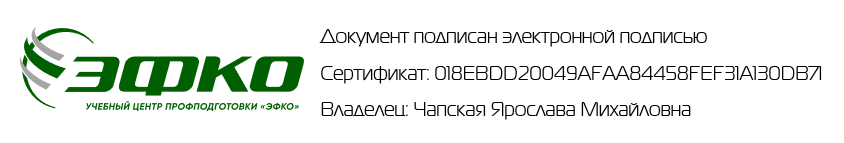 ЭФКО
УЧЕБНЫЙ ЦЕНТР ПРОФПОДГОТОВКИ «ЭФКО»
Документ подписан электронной подписью
Сертификат: 018EBDD20049AFAA84458FEF31A130DB71
Владелец: Чапская Ярослава Михайловна